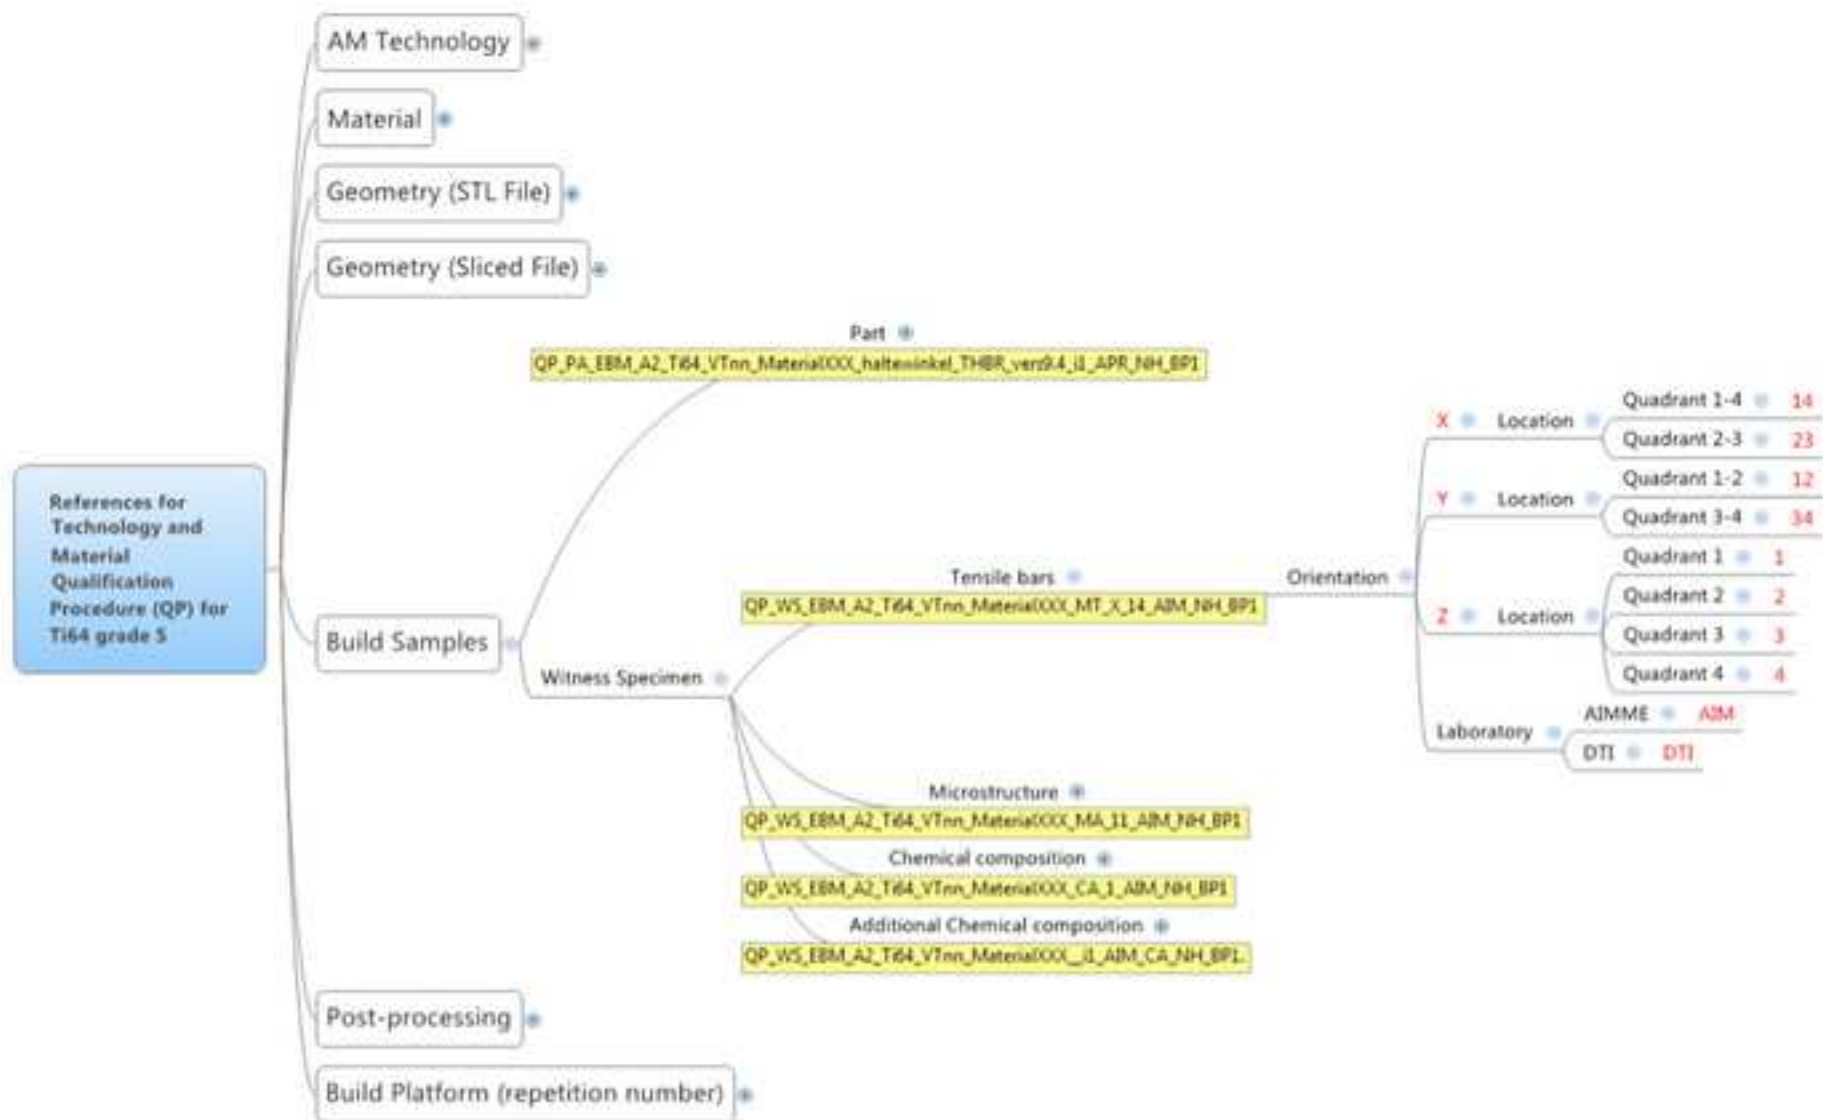 AM Technology
Material
Geometry (STL File)
Geometry (Sliced File)
Part
QP_PA_EBM_A2_Ti64_VTnn_MaterialXXX_haltewinkel_THBR_vers9.4_i1_APR_NH_BP1
References for
Technology and
Material
Qualification
Procedure (QP) for
Ti64 grade 5
Build Samples
Witness Specimen
Tensile bars
QP_WS_EBM_A2_Ti64_VTnn_MaterialXXX_MT_X_14_AIM_NH_BP1
Orientation
X Location
Quadrant 1-4 14
Quadrant 2-3 23
Y Location
Quadrant 1-2 12
Quadrant 3-4 34
Z Location
Quadrant 1 1
Quadrant 2 2
Quadrant 3 3
Quadrant 4 4
Laboratory
AIMME AIM
DTI DTI
Microstructure
QP_WS_EBM_A2_Ti64_VTnn_MaterialXXX_MA_11_AIM_NH_BP1
Chemical composition
QP_WS_EBM_A2_Ti64_VTnn_MaterialXXX_CA_1_AIM_NH_BP1
Additional Chemical composition
QP_WS_EBM_A2_Ti64_VTnn_MaterialXXX__i1_AIM_CA_NH_BP1.
Post-processing
Build Platform (repetition number)